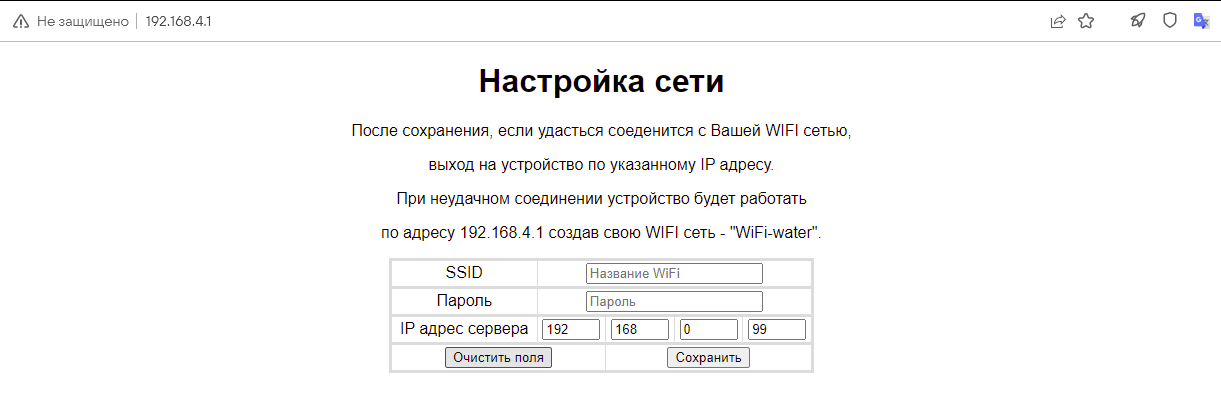 Не защищено 192.168.4.1
Настройка сети
После сохранения, если удасться соеденится с Вашей WIFI сетью,
выход на устройство по указанному IP адресу.
При неудачном соединении устройство будет работать
по адресу 192.168.4.1 создав свою WIFI сеть - "WiFi-water".
SSID Название WiFi
Пароль Пароль
IP адрес сервера 192 168 0 99
Очистить поля Сохранить